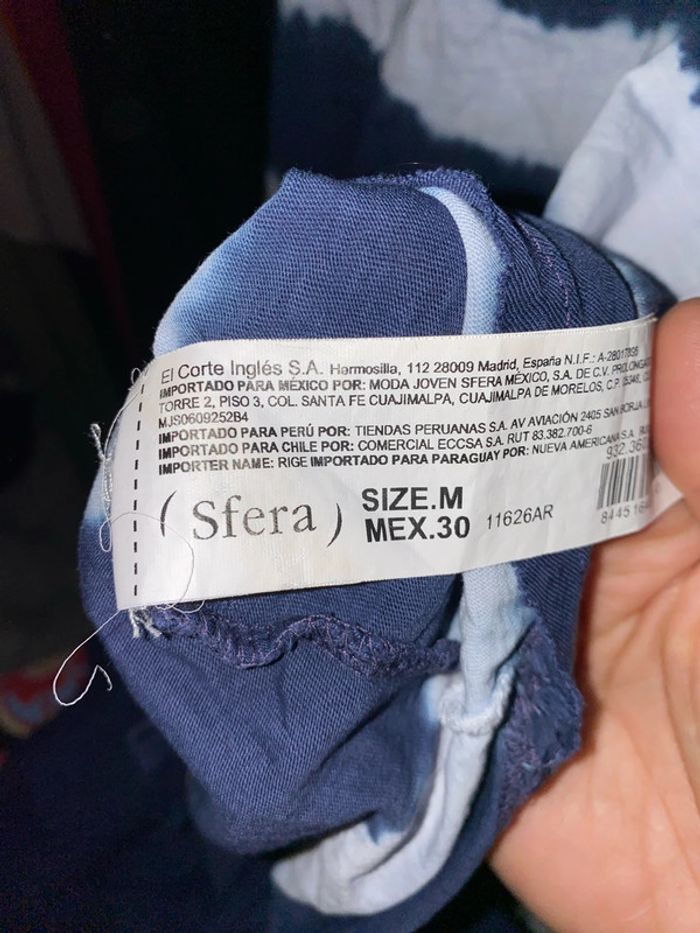 El Corte Inglés S.A. Hermosilla, 112 28009 Madrid, España N.I.F.: A-28017895
IMPORTADO PARA MÉXICO POR: MODA JOVEN SFERA MÉXICO, S.A. DE C.V.
TORRE 2, PISO 3, COL. SANTA FE CUAJIMALPA, CUAJIMALPA DE MORELOS, C.P. 05348,
MJS0609252B4
IMPORTADO PARA PERÚ POR: TIENDAS PERUANAS S.A. AV AVIACIÓN 2405 SAN BORJA
IMPORTADO PARA CHILE POR: COMERCIAL ECCSA S.A. RUT 83.382.700-6
IMPORTER NAME: RIGE IMPORTADO PARA PARAGUAY POR: NUEVA AMERICANA S.A.
(Sfera)
SIZE.M
MEX.30
11626AR